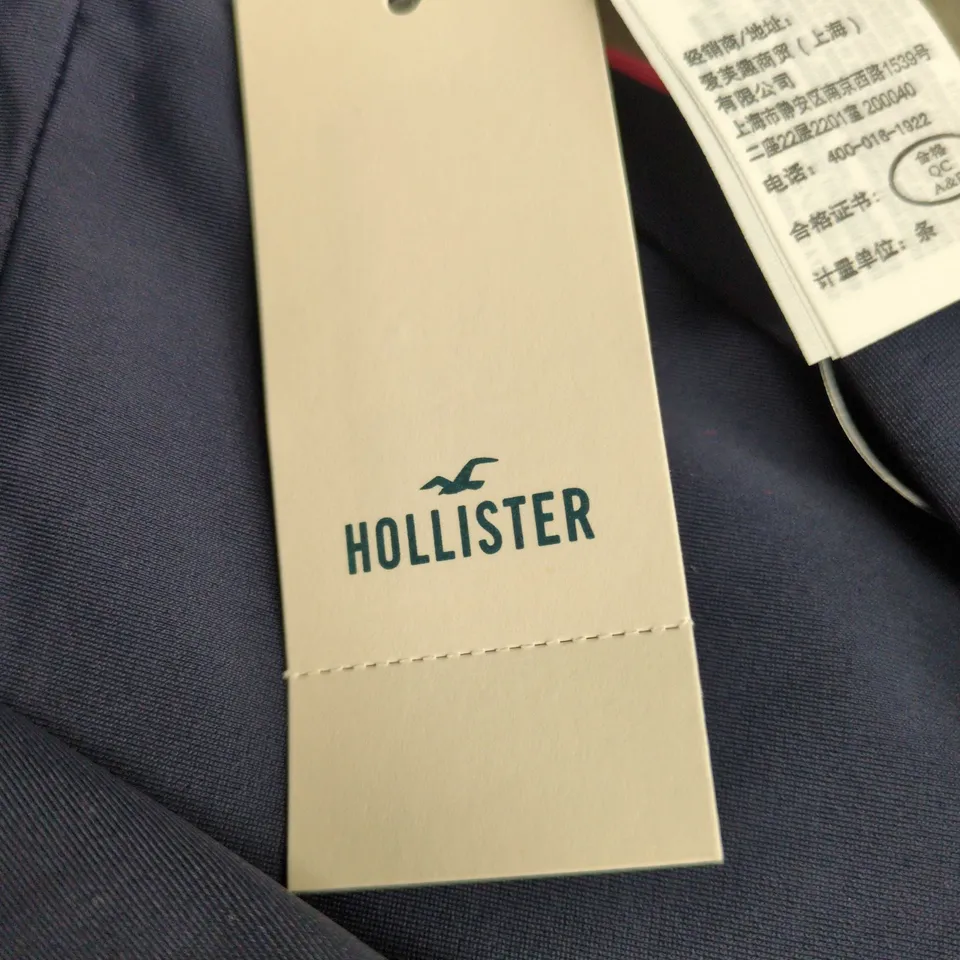 HOLLISTER
经销商/地址:
爱芙趣商贸(上海)
有限公司
上海市静安区南京西路1539号
二座22层2201室 200040
电话: 400-016-1922
合格证书:
合格
QC
A&F
计量单位: 条